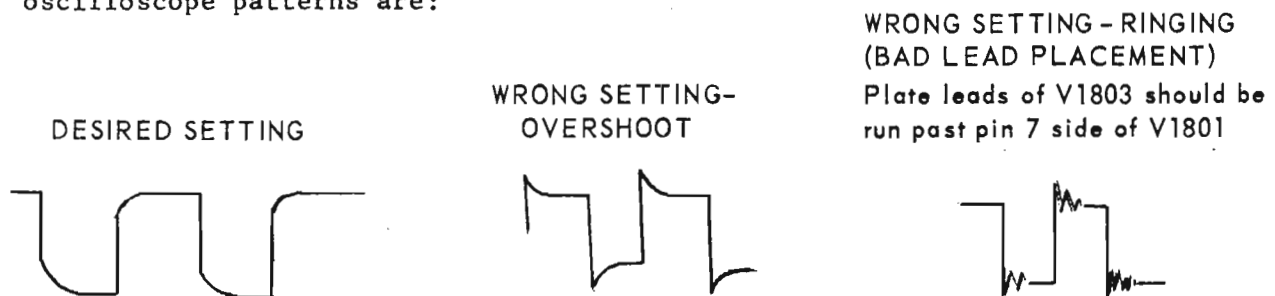 oscilloscope patterns are:
DESIRED SETTING
WRONG SETTING-
OVERSHOOT
WRONG SETTING - RINGING
(BAD LEAD PLACEMENT)
Plate leads of V1803 should be
run past pin 7 side of V1801